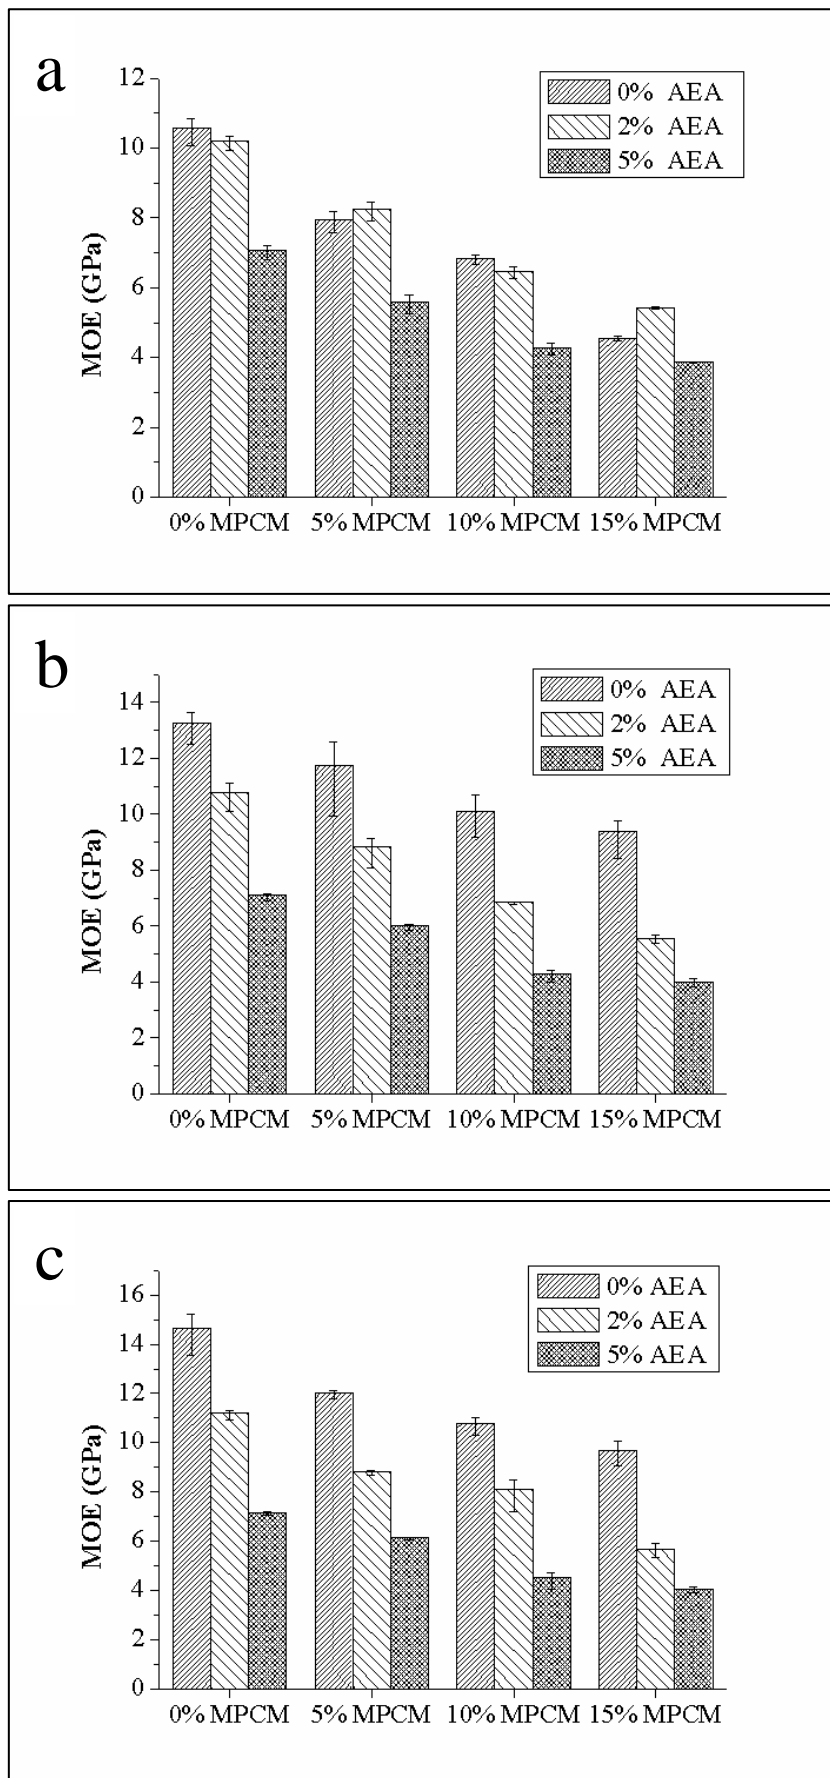 a
12
10
8
6
4
2
0
MOE (GPa)
0% AEA
2% AEA
5% AEA
0% MPCM 5% MPCM 10% MPCM 15% MPCM
b
14
12
10
8
6
4
2
0
MOE (GPa)
0% AEA
2% AEA
5% AEA
0% MPCM 5% MPCM 10% MPCM 15% MPCM
c
16
14
12
10
8
6
4
2
0
MOE (GPa)
0% AEA
2% AEA
5% AEA
0% MPCM 5% MPCM 10% MPCM 15% MPCM